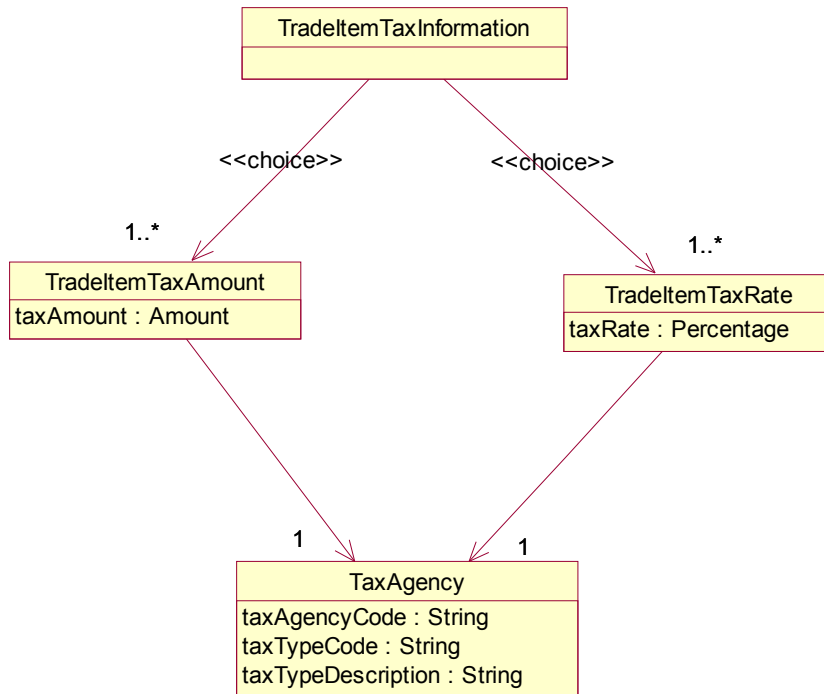 TradeItemTaxInformation
<<choice>>
<<choice>>
1..*
1..*
TradeItemTaxAmount
taxAmount : Amount
TradeItemTaxRate
taxRate : Percentage
1
1
TaxAgency
taxAgencyCode : String
taxTypeCode : String
taxTypeDescription : String